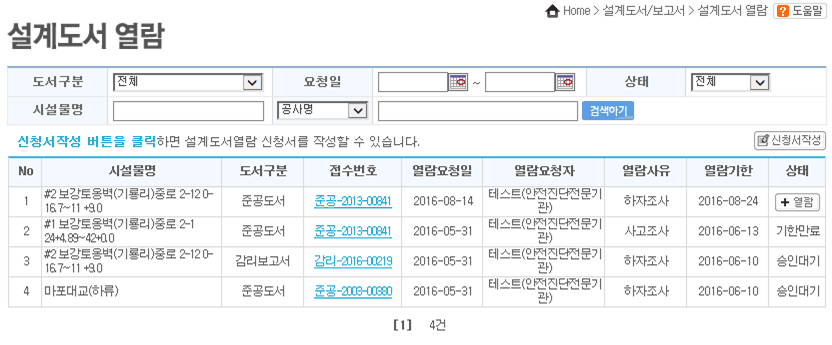 Home > 설계도서/보고서 > 설계도서 열람 ? 도움말
설계도서 열람
도서구분 전체 요청일 ~ 상태 전체
시설물명 공사명 검색하기
신청서작성 버튼을 클릭하면 설계도서열람 신청서를 작성할 수 있습니다. 신청서작성
No 시설물명 도서구분 접수번호 열람요청일 열람요청자 열람사유 열람기한 상태
1 #2 보강토옹벽(기룡리)중로 2-12 0-16.7~11 +9.0 준공도서 준공-2013-00841 2016-08-14 테스트(안전진단전문기관) 하자조사 2016-08-24 + 열람
2 #1 보강토옹벽(기룡리)중로 2-1 24+4.89~42+0.0 준공도서 준공-2013-00841 2016-05-31 테스트(안전진단전문기관) 사고조사 2016-06-13 기한만료
3 #2 보강토옹벽(기룡리)중로 2-12 0-16.7~11 +9.0 감리보고서 감리-2016-00219 2016-05-31 테스트(안전진단전문기관) 하자조사 2016-06-10 승인대기
4 마포대교(하류) 준공도서 준공-2003-00380 2016-05-31 테스트(안전진단전문기관) 하자조사 2016-06-10 승인대기
[1] 4건